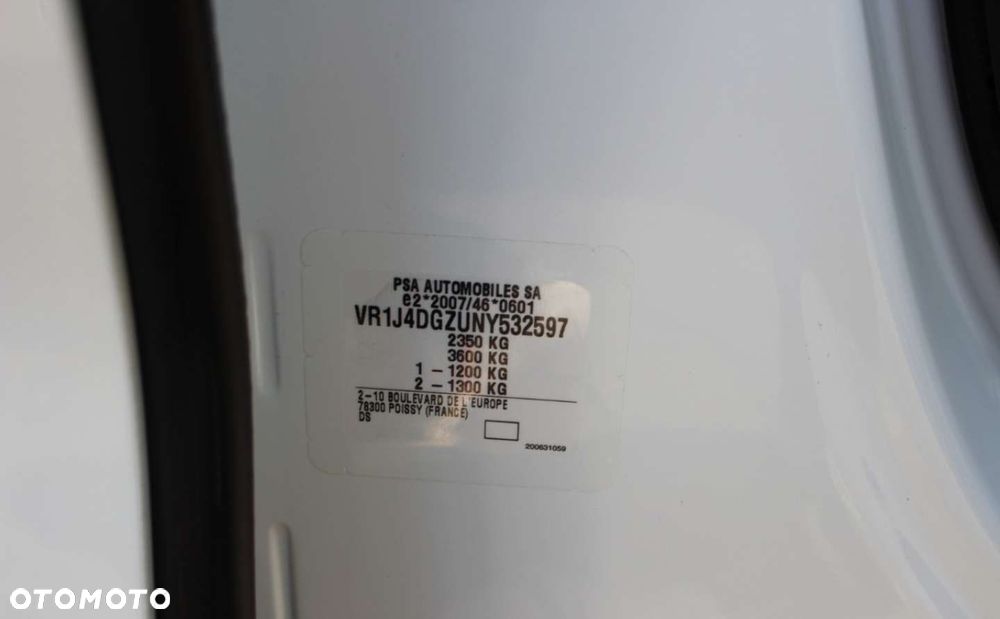 PSA AUTOMOBILES SA
e2*2007/46*0601
VR1J4DGZUNY532597
2350 KG
3600 KG
1 - 1200 KG
2 - 1300 KG
2-10 BOULEVARD DE L'EUROPE
78300 POISSY (FRANCE)
DS
200631059
OTOMOTO